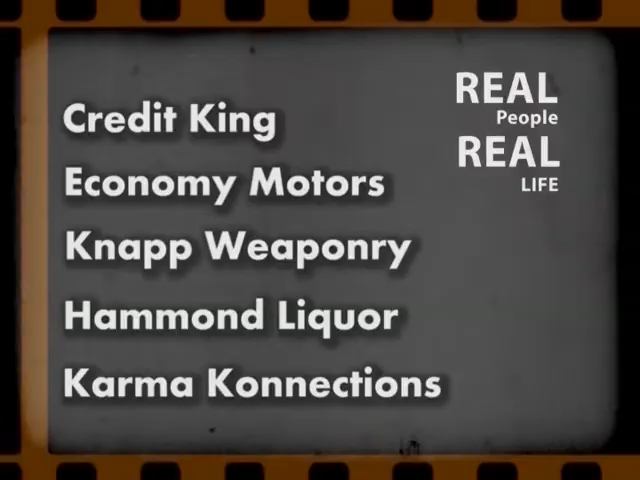 Credit King
Economy Motors
Knapp Weaponry
Hammond Liquor
Karma Konnections
REAL
People
REAL
LIFE